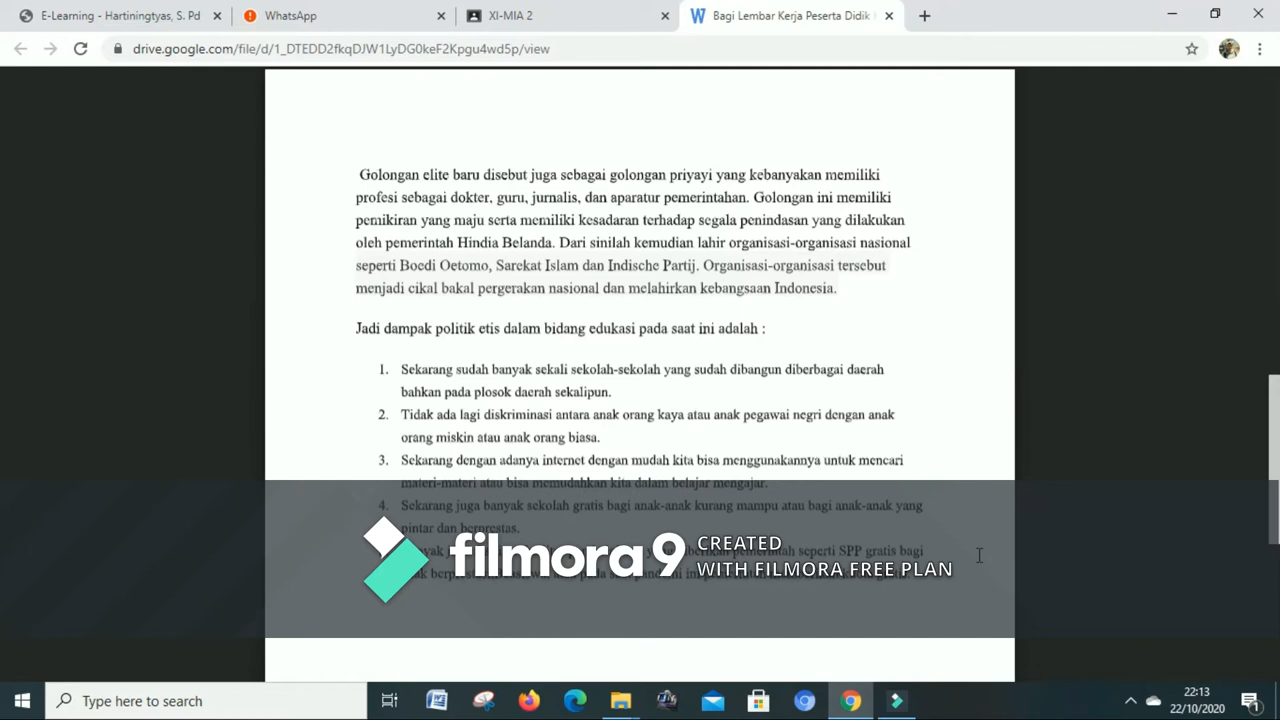 E-Learning - Hartiningtyas, S. Pd
WhatsApp
XI-MIA 2
Bagi Lembar Kerja Peserta Didik
drive.google.com/file/d/1_DTEDD2fkqDJW1LyDG0keF2Kpgu4wd5p/view
Golongan elite baru disebut juga sebagai golongan priyayi yang kebanyakan memiliki
profesi sebagai dokter, guru, jurnalis, dan aparatur pemerintahan. Golongan ini memiliki
pemikiran yang maju serta memiliki kesadaran terhadap segala penindasan yang dilakukan
oleh pemerintah Hindia Belanda. Dari sinilah kemudian lahir organisasi-organisasi nasional
seperti Boedi Oetomo, Sarekat Islam dan Indische Partij. Organisasi-organisasi tersebut
menjadi cikal bakal pergerakan nasional dan melahirkan kebangsaan Indonesia.
Jadi dampak politik etis dalam bidang edukasi pada saat ini adalah :
1. Sekarang sudah banyak sekali sekolah-sekolah yang sudah dibangun diberbagai daerah
bahkan pada plosok daerah sekalipun.
2. Tidak ada lagi diskriminasi antara anak orang kaya atau anak pegawai negri dengan anak
orang miskin atau anak orang biasa.
3. Sekarang dengan adanya internet dengan mudah kita bisa menggunakannya untuk mencari
materi-materi atau bisa memudahkan kita dalam belajar mengajar.
4. Sekarang juga banyak sekolah gratis bagi anak-anak kurang mampu atau bagi anak-anak yang
pintar dan berprestas.
pemerintah seperti SPP gratis bagi
filmora9
CREATED
WITH FILMORA FREE PLAN
Type here to search
22:13
22/10/2020